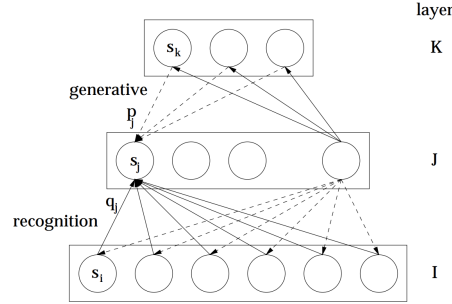 layer
s_k
K
generative
p_j
s_j
J
q_j
recognition
s_i
I